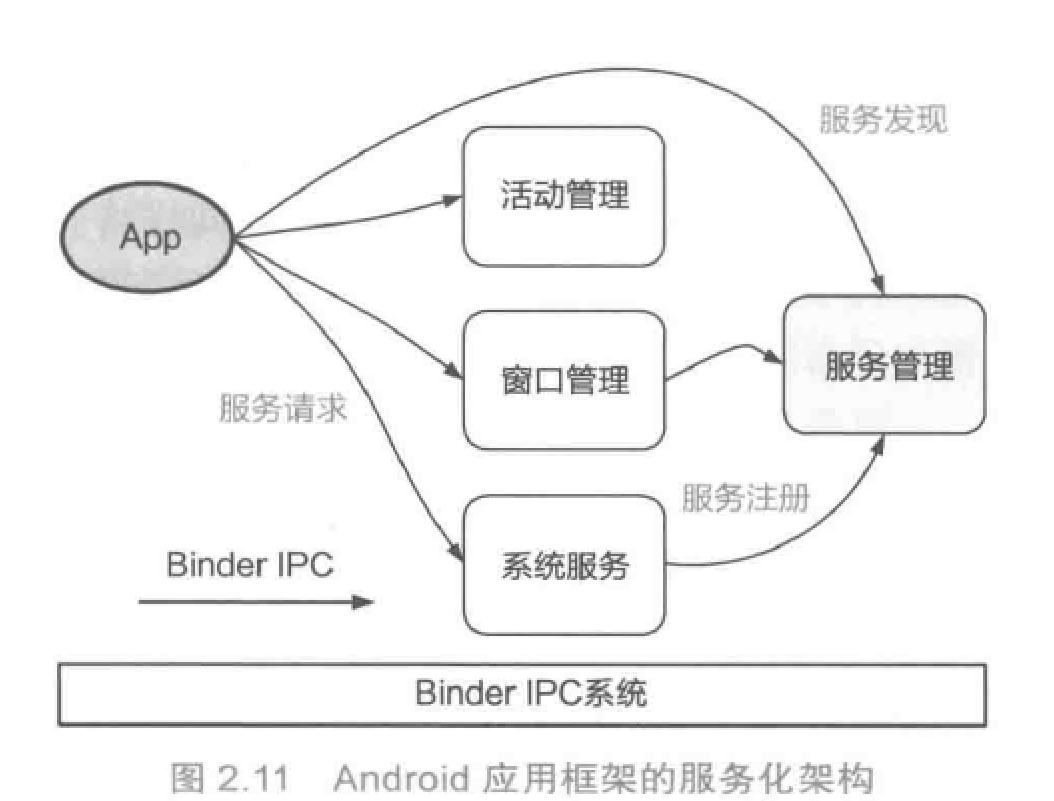 服务发现
活动管理
App
窗口管理
服务管理
服务请求
服务注册
系统服务
Binder IPC
Binder IPC系统
图 2.11 Android 应用框架的服务化架构